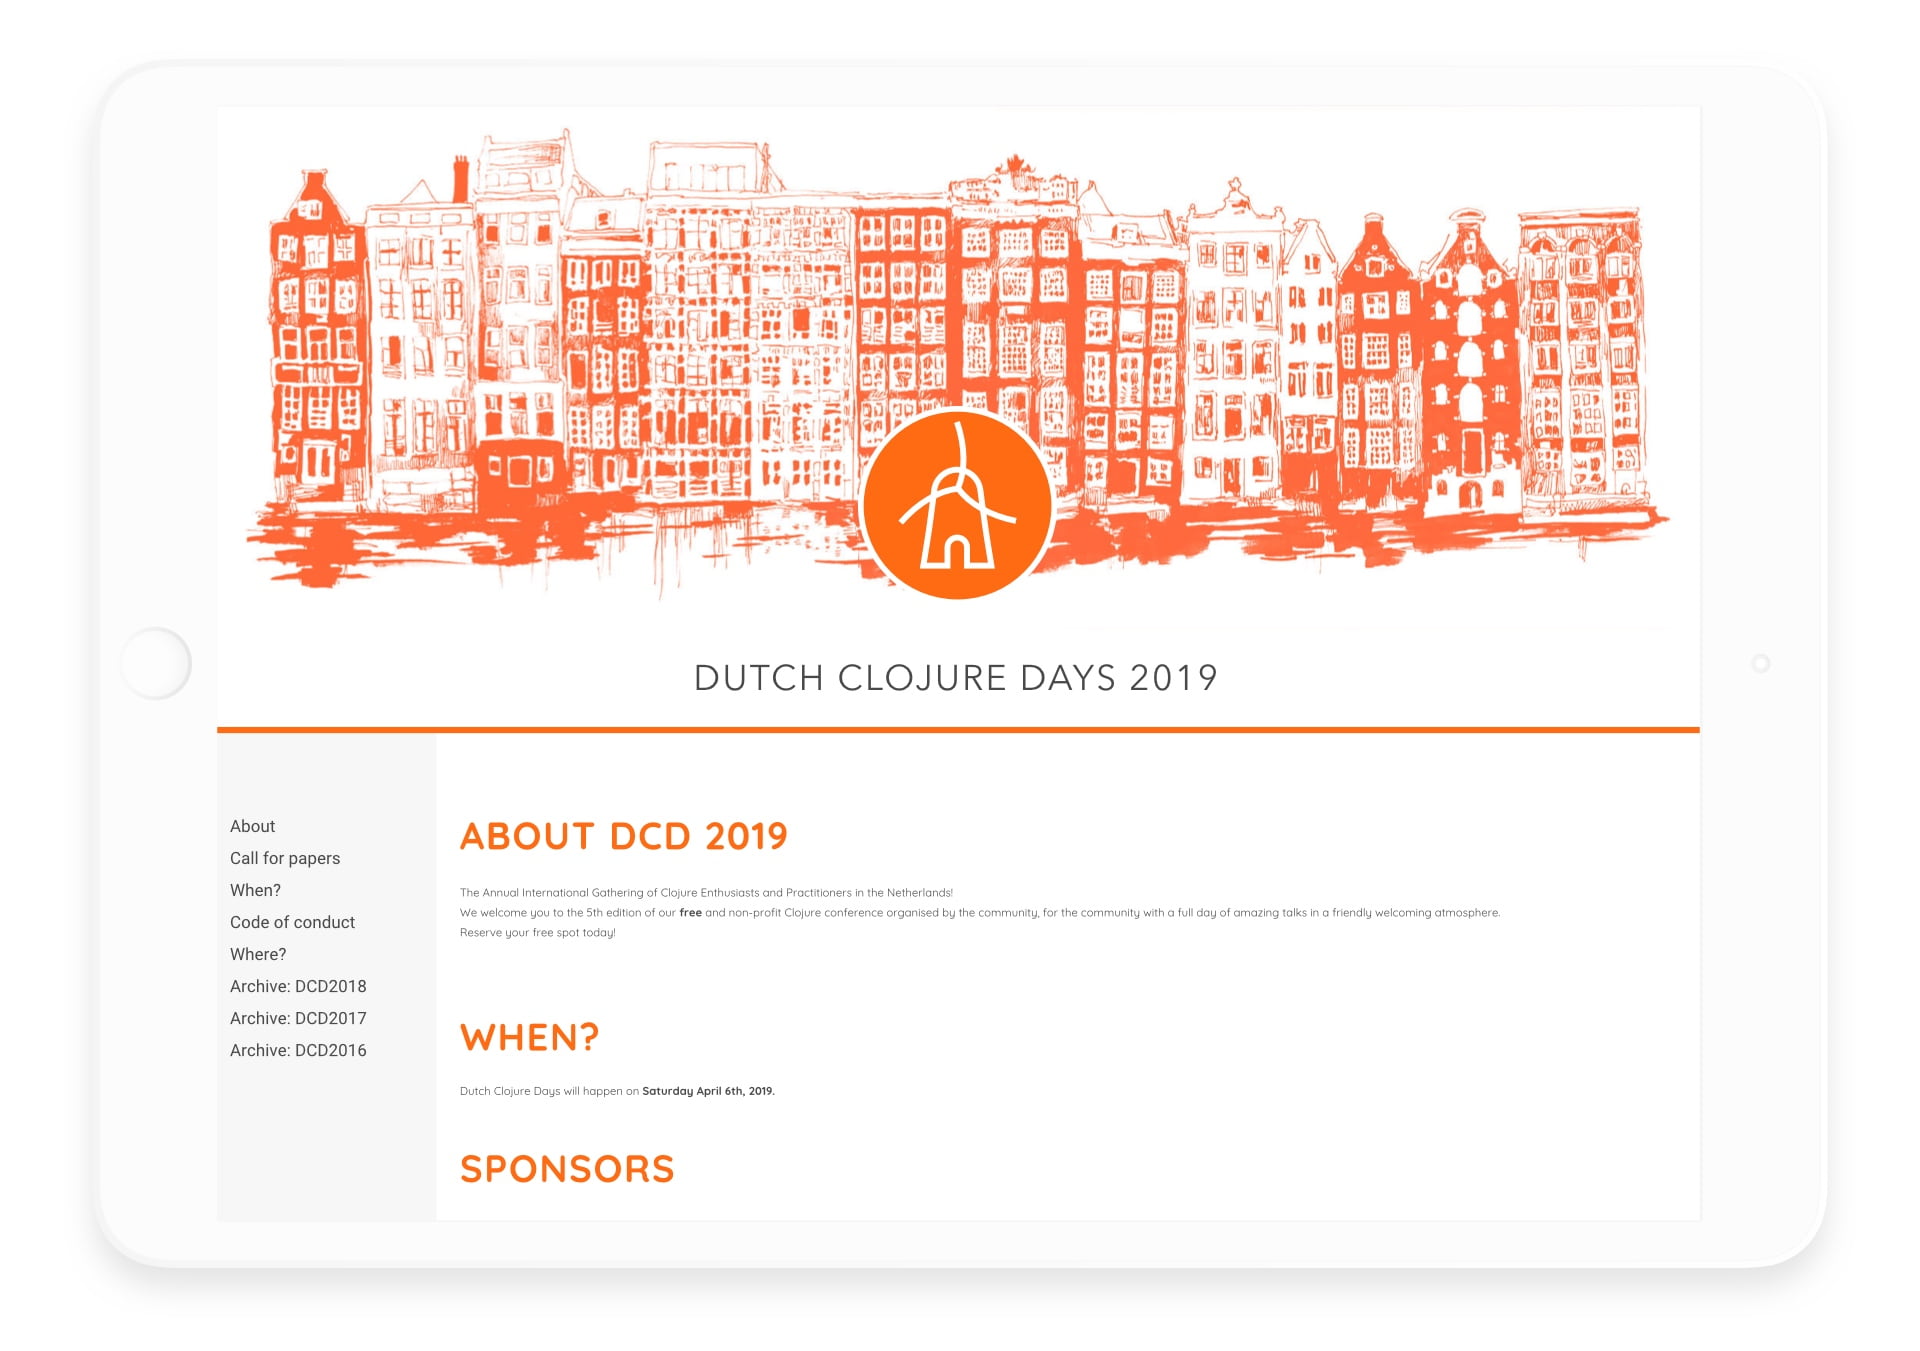 DUTCH CLOJURE DAYS 2019
About
Call for papers
When?
Code of conduct
Where?
Archive: DCD2018
Archive: DCD2017
Archive: DCD2016
ABOUT DCD 2019
The Annual International Gathering of Clojure Enthusiasts and Practitioners in the Netherlands!
We welcome you to the 5th edition of our free and non-profit Clojure conference organised by the community, for the community with a full day of amazing talks in a friendly welcoming atmosphere.
Reserve your free spot today!
WHEN?
Dutch Clojure Days will happen on Saturday April 6th, 2019.
SPONSORS